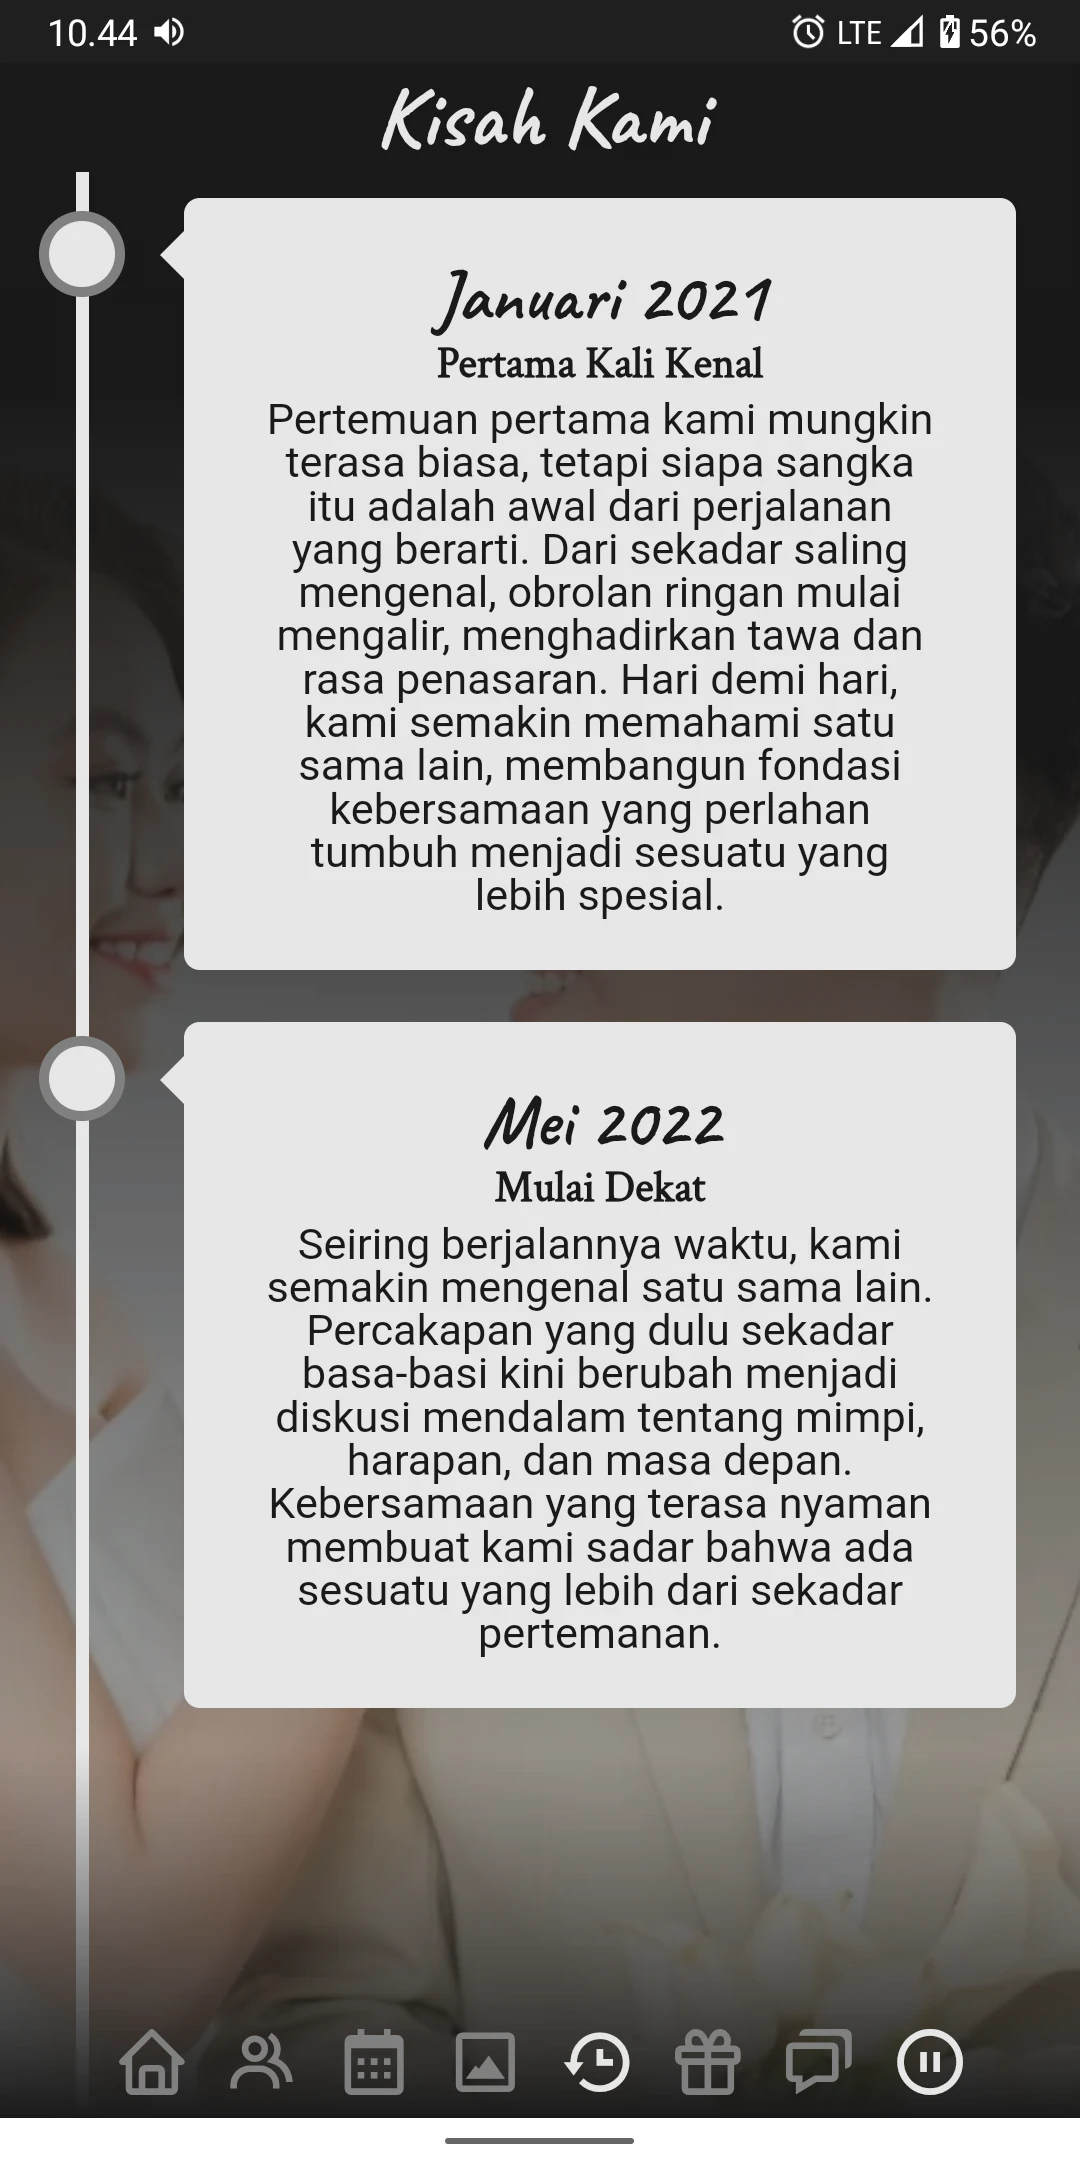 10.44
LTE
56%
Kisah Kami
Januari 2021
Pertama Kali Kenal
Pertemuan pertama kami mungkin
terasa biasa, tetapi siapa sangka
itu adalah awal dari perjalanan
yang berarti. Dari sekadar saling
mengenal, obrolan ringan mulai
mengalir, menghadirkan tawa dan
rasa penasaran. Hari demi hari,
kami semakin memahami satu
sama lain, membangun fondasi
kebersamaan yang perlahan
tumbuh menjadi sesuatu yang
lebih spesial.
Mei 2022
Mulai Dekat
Seiring berjalannya waktu, kami
semakin mengenal satu sama lain.
Percakapan yang dulu sekadar
basa-basi kini berubah menjadi
diskusi mendalam tentang mimpi,
harapan, dan masa depan.
Kebersamaan yang terasa nyaman
membuat kami sadar bahwa ada
sesuatu yang lebih dari sekadar
pertemanan.